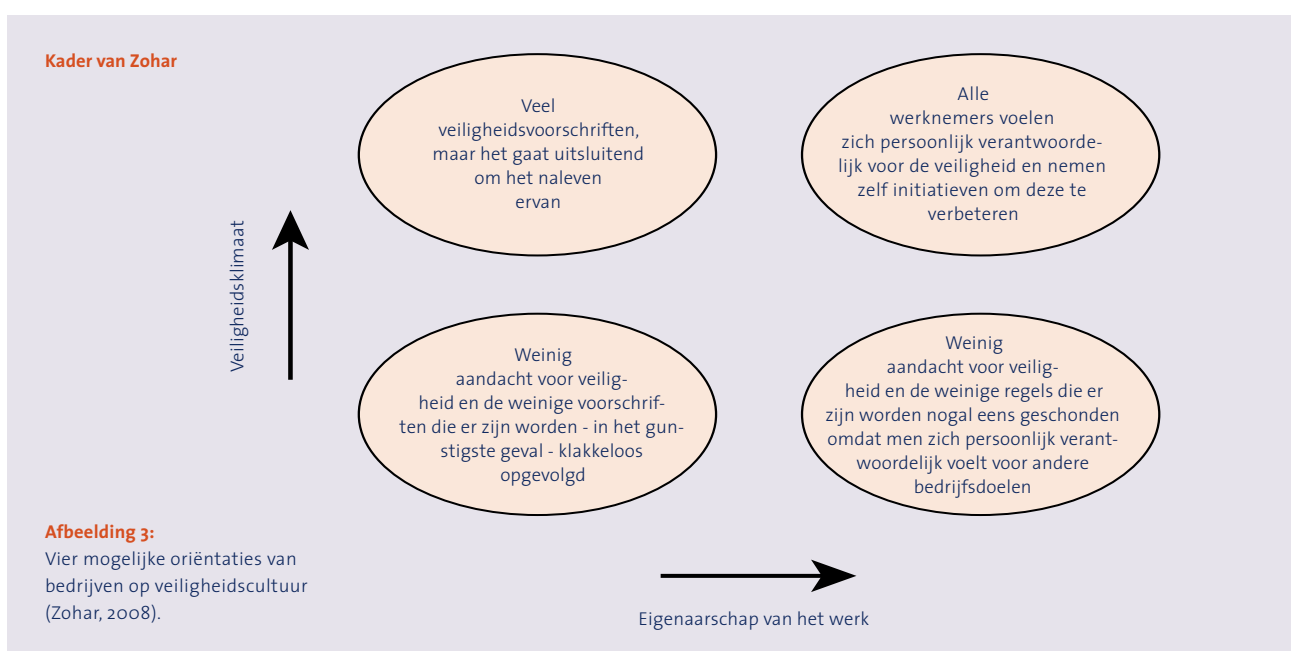 Kader van Zohar
Veel
veiligheidsvoorschriften,
maar het gaat uitsluitend
om het naleven
ervan
Alle
werknemers voelen
zich persoonlijk verantwoorde-
lijk voor de veiligheid en nemen
zelf initiatieven om deze te
verbeteren
Veiligheidsklimaat
Weinig
aandacht voor veilig-
heid en de weinige voorschrif-
ten die er zijn worden - in het gun-
stigste geval - klakkeloos
opgevolgd
Weinig
aandacht voor veilig-
heid en de weinige regels die er
zijn worden nogal eens geschonden
omdat men zich persoonlijk verant-
woordelijk voelt voor andere
bedrijfsdoelen
Afbeelding 3:
Vier mogelijke oriëntaties van
bedrijven op veiligheidscultuur
(Zohar, 2008).
Eigenaarschap van het werk